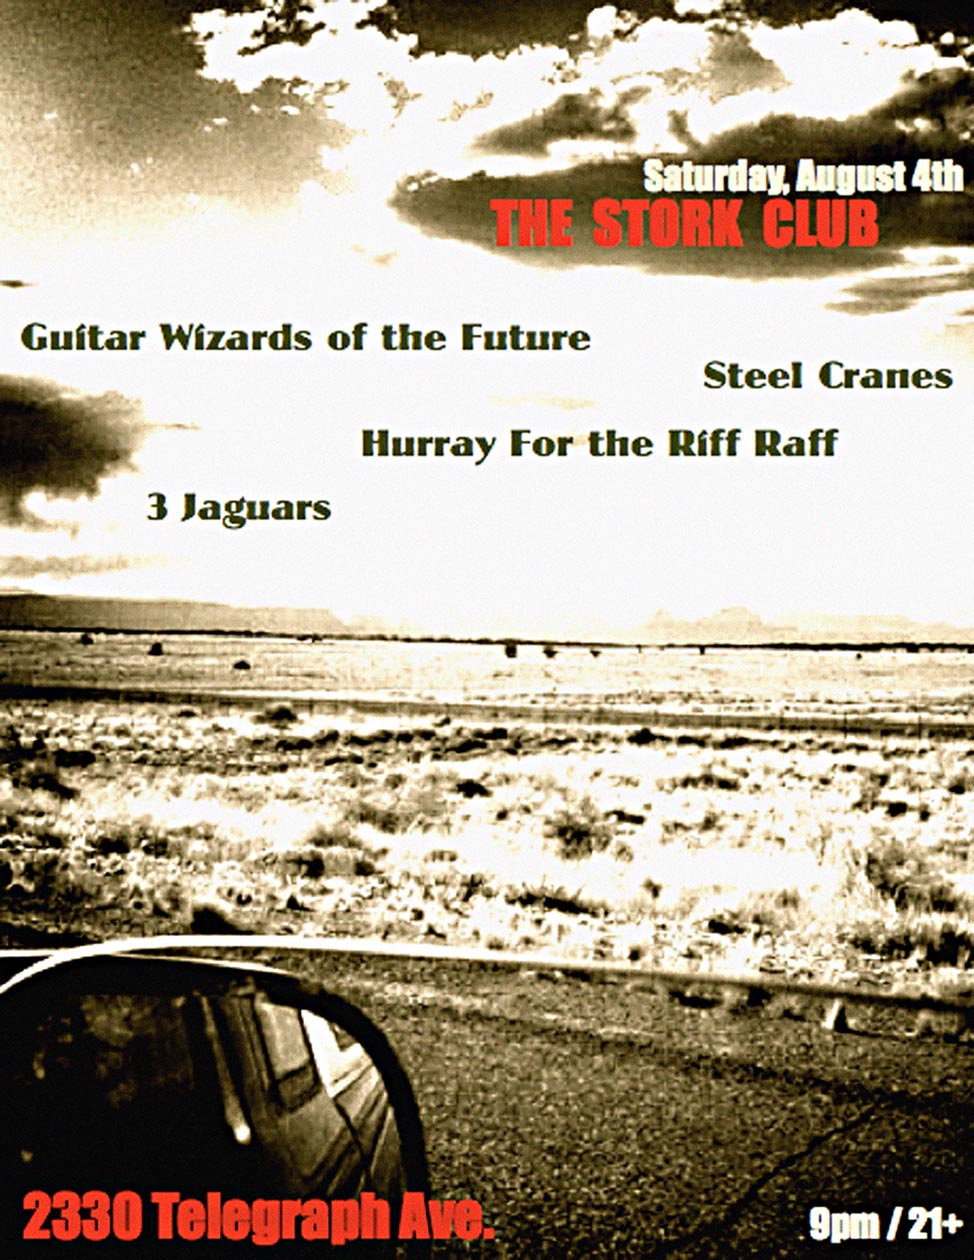 Saturday, August 4th
THE STORK CLUB
Guitar Wizards of the Future
Steel Cranes
Hurray For the Riff Raff
3 Jaguars
2330 Telegraph Ave.
9pm / 21+